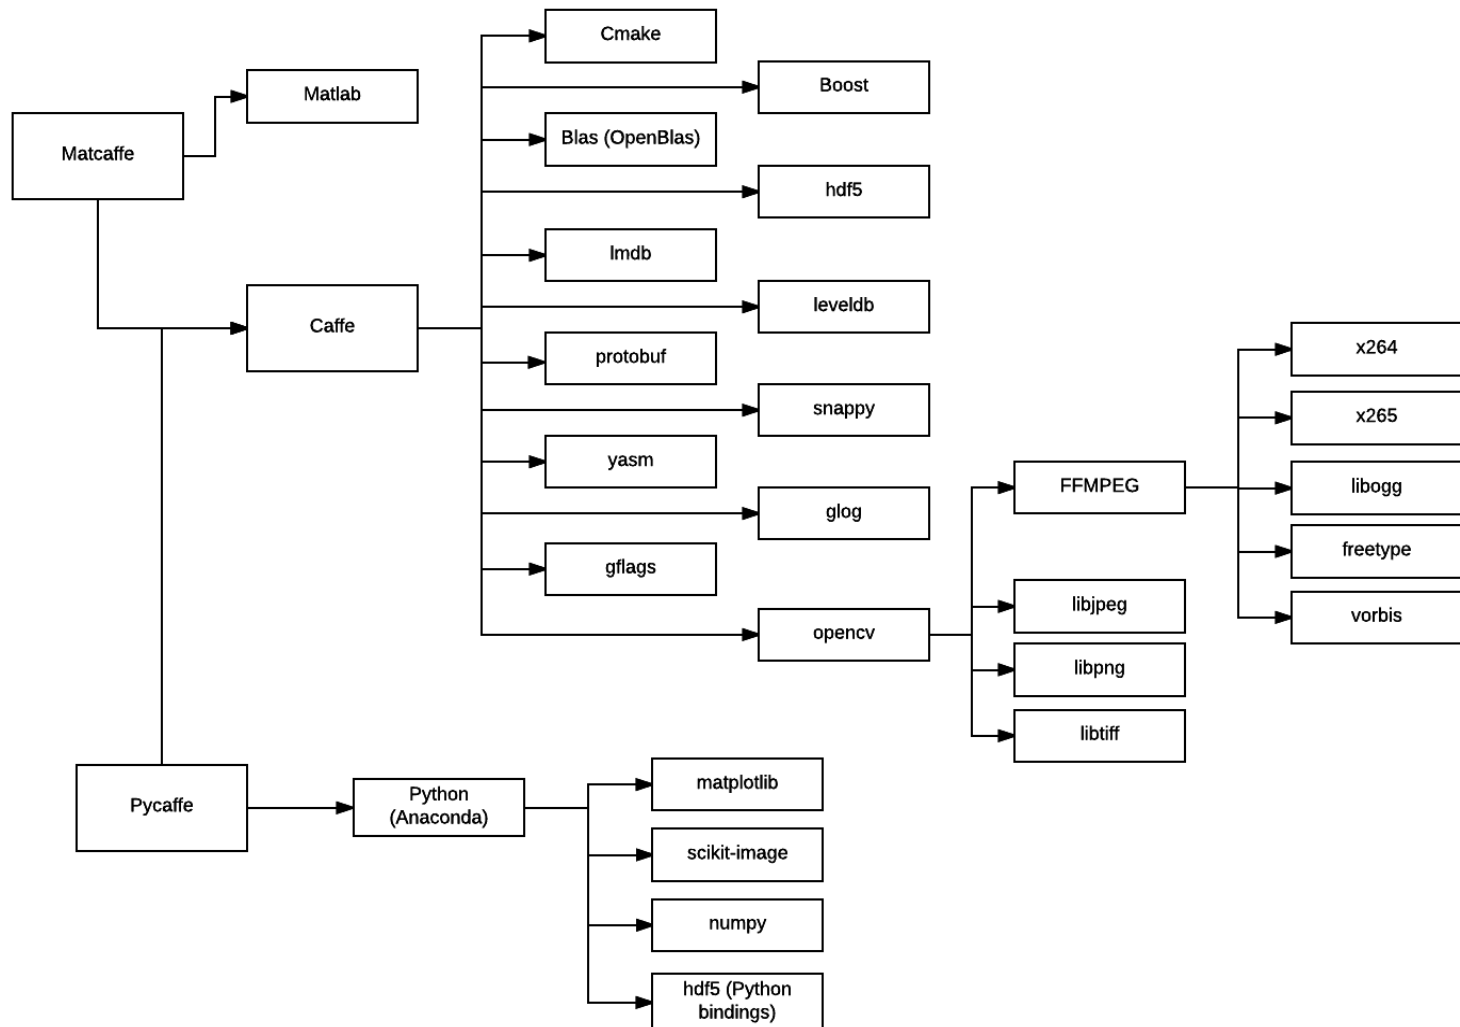 Cmake
Boost
Matlab
Matcaffe
Blas (OpenBlas)
hdf5
lmdb
leveldb
Caffe
protobuf
x264
snappy
x265
yasm
FFMPEG
libogg
glog
freetype
gflags
libjpeg
vorbis
opencv
libpng
libtiff
matplotlib
Pycaffe
Python
(Anaconda)
scikit-image
numpy
hdf5 (Python
bindings)